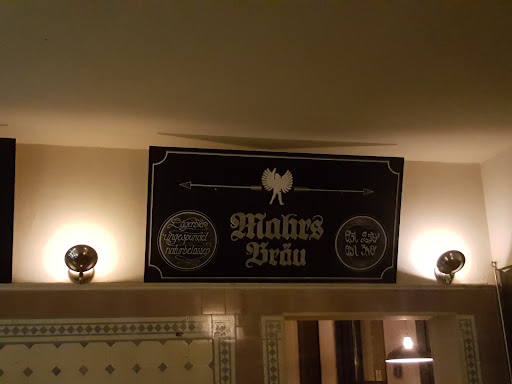 Mahrs
Bräu
Lagerbier
ungespundet
naturbelassen